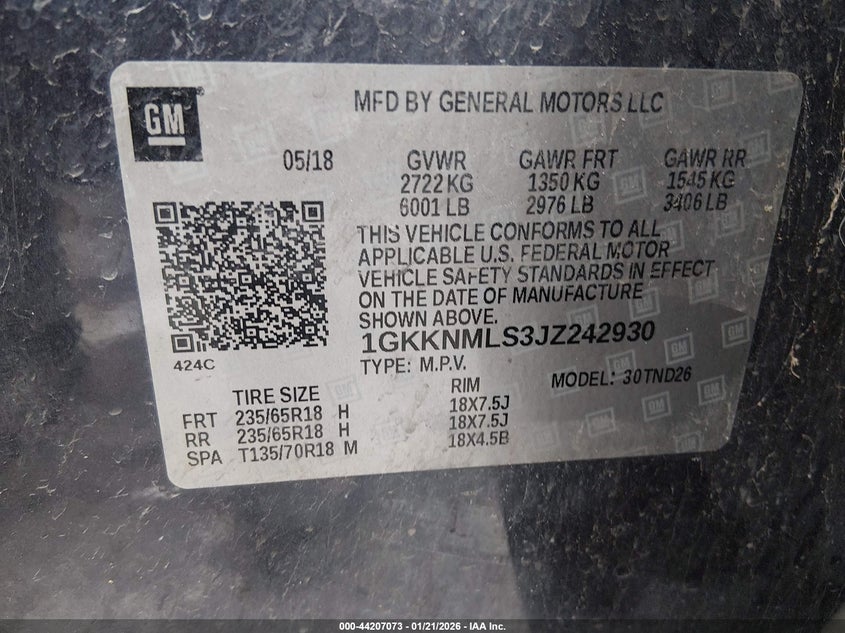 GM
MFD BY GENERAL MOTORS LLC
05/18 GVWR GAWR FRT GAWR RR
2722 KG 1350 KG 1545 KG
6001 LB 2976 LB 3406 LB
THIS VEHICLE CONFORMS TO ALL
APPLICABLE U.S. FEDERAL MOTOR
VEHICLE SAFETY STANDARDS IN EFFECT
ON THE DATE OF MANUFACTURE
SHOWN ABOVE.
1GKKNMLS3JZ242930
424C
TYPE: M.P.V.
MODEL: 30TND26
TIRE SIZE RIM
FRT 235/65R18 H 18X7.5J
RR 235/65R18 H 18X7.5J
SPA T135/70R18 M 18X4.5B
000-44207073 — 01/21/2026 — IAA Inc.